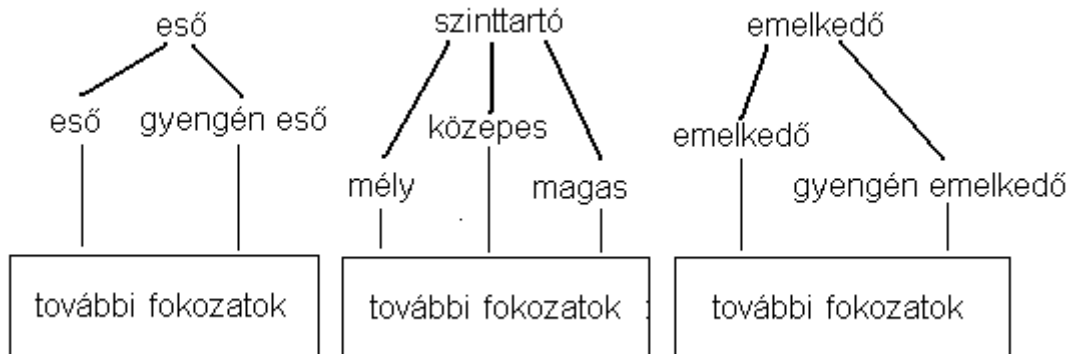 eső szinttartó emelkedő
eső gyengén eső közepes emelkedő
mély magas gyengén emelkedő
további fokozatok további fokozatok további fokozatok